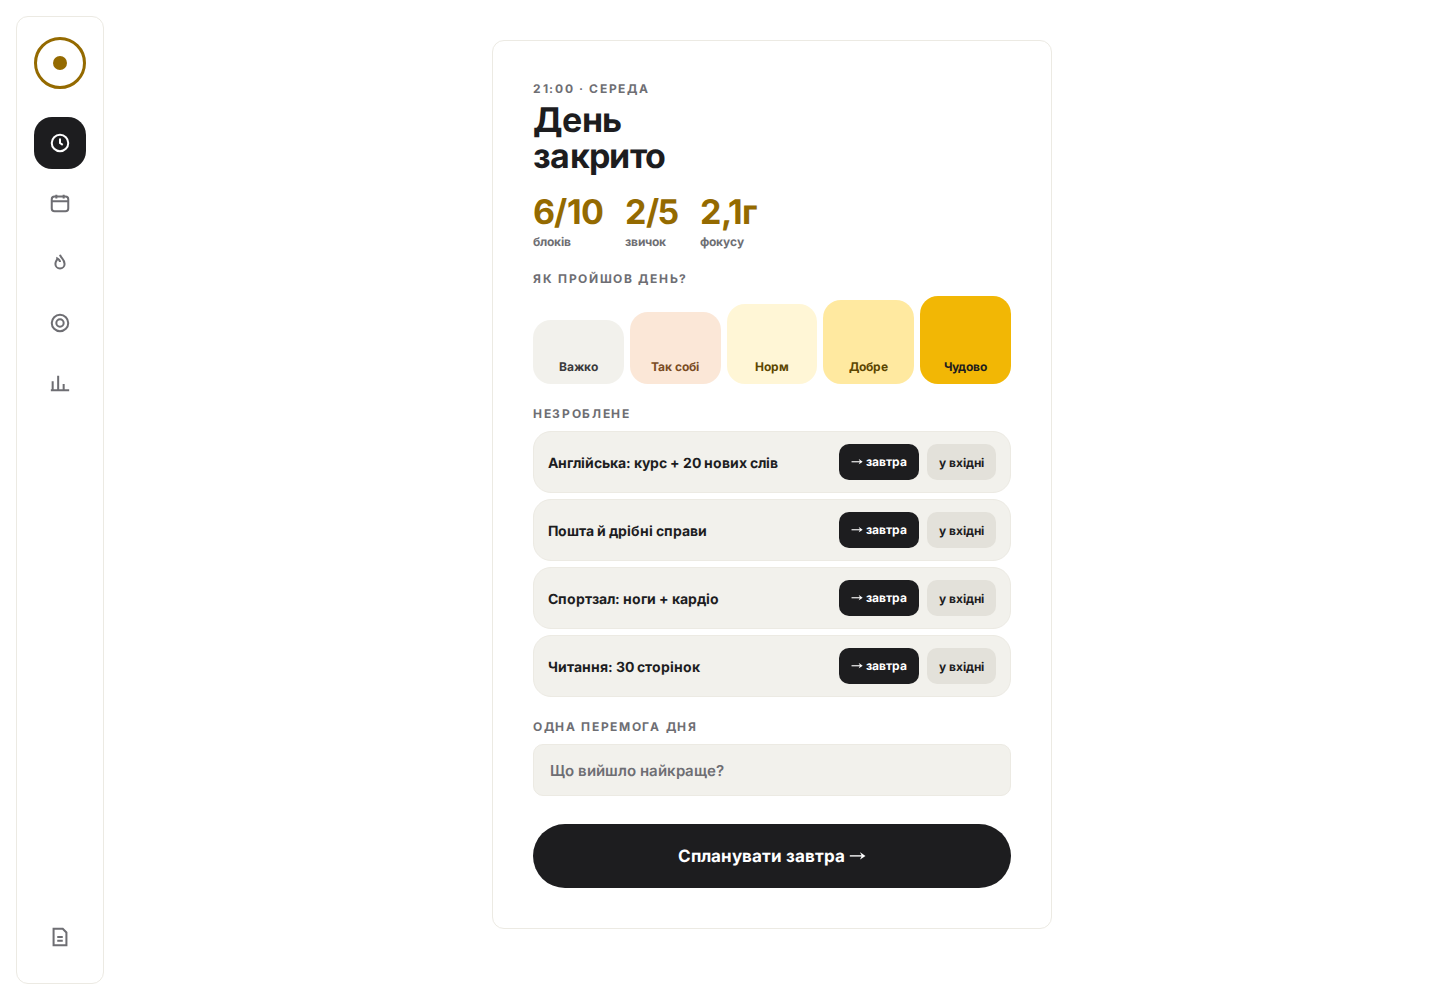 21:00 · СЕРЕДА
День
закрито
6/10 2/5 2,1г
блоків звичок фокусу
ЯК ПРОЙШОВ ДЕНЬ?
Важко Так собі Норм Добре Чудово
НЕЗРОБЛЕНЕ
Англійська: курс + 20 нових слів → завтра у вхідні
Пошта й дрібні справи → завтра у вхідні
Спортзал: ноги + кардіо → завтра у вхідні
Читання: 30 сторінок → завтра у вхідні
ОДНА ПЕРЕМОГА ДНЯ
Що вийшло найкраще?
Спланувати завтра →